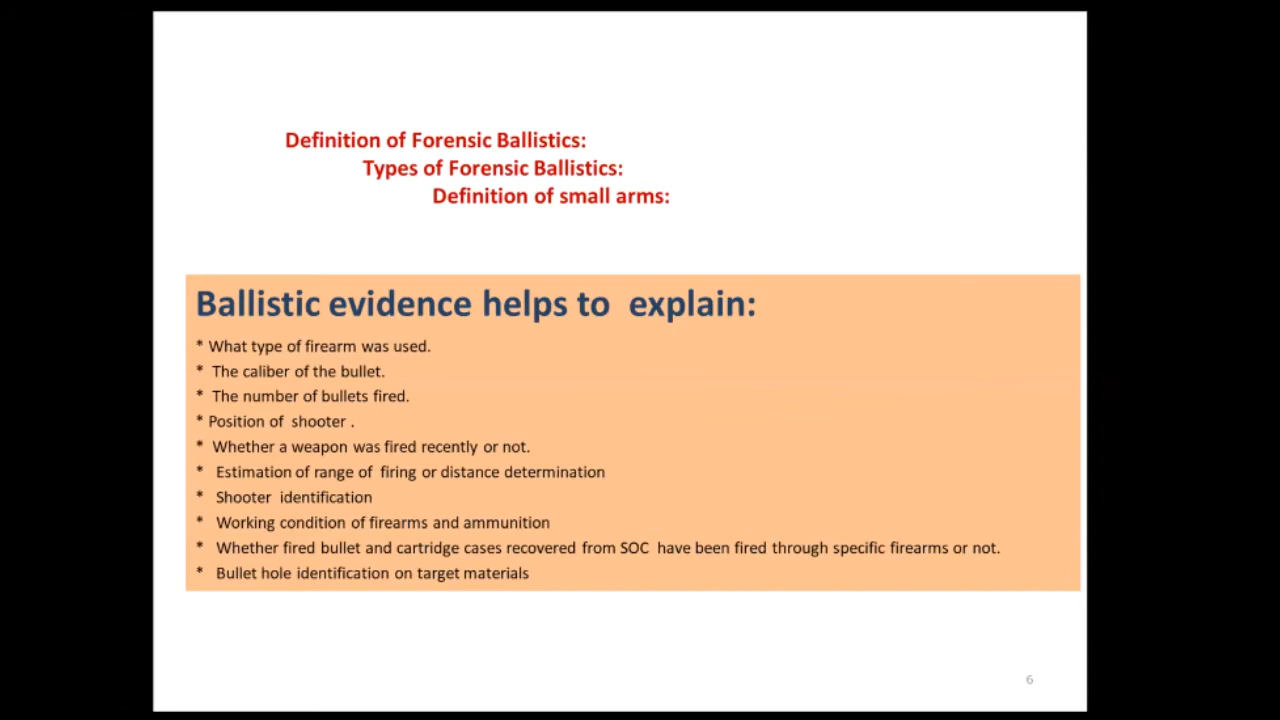 Definition of Forensic Ballistics:
Types of Forensic Ballistics:
Definition of small arms:
Ballistic evidence helps to  explain:
* What type of firearm was used.
*  The caliber of the bullet.
*  The number of bullets fired.
* Position of  shooter .
*  Whether a weapon was fired recently or not.
*   Estimation of range of  firing or distance determination
*   Shooter  identification
*   Working condition of firearms and ammunition
*   Whether fired bullet and cartridge cases recovered from SOC  have been fired through specific firearms or not.
*   Bullet hole identification on target materials
6